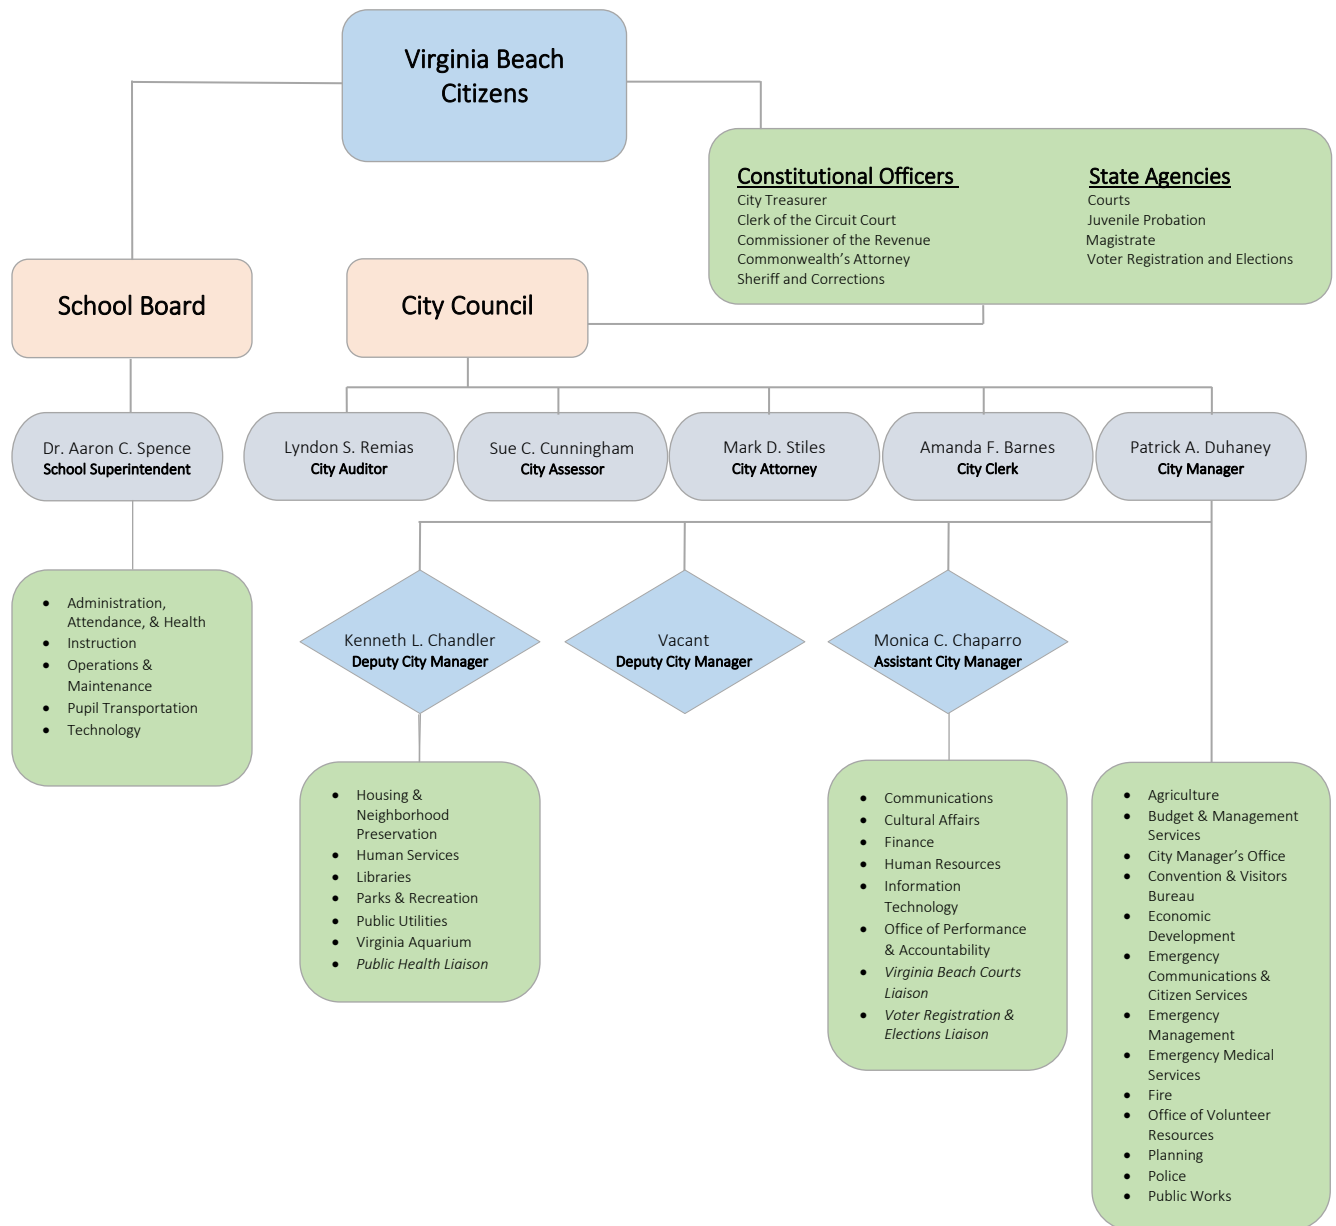 Virginia Beach
Citizens
Constitutional Officers
City Treasurer
Clerk of the Circuit Court
Commissioner of the Revenue
Commonwealth's Attorney
Sheriff and Corrections
State Agencies
Courts
Juvenile Probation
Magistrate
Voter Registration and Elections
School Board
City Council
Dr. Aaron C. Spence
School Superintendent
Lyndon S. Remias
City Auditor
Sue C. Cunningham
City Assessor
Mark D. Stiles
City Attorney
Amanda F. Barnes
City Clerk
Patrick A. Duhaney
City Manager
• Administration,
Attendance, & Health
• Instruction
• Operations &
Maintenance
• Pupil Transportation
• Technology
Kenneth L. Chandler
Deputy City Manager
Vacant
Deputy City Manager
Monica C. Chaparro
Assistant City Manager
• Housing &
Neighborhood
Preservation
• Human Services
• Libraries
• Parks & Recreation
• Public Utilities
• Virginia Aquarium
• Public Health Liaison
• Communications
• Cultural Affairs
• Finance
• Human Resources
• Information
Technology
• Office of Performance
& Accountability
• Virginia Beach Courts
Liaison
• Voter Registration &
Elections Liaison
• Agriculture
• Budget & Management
Services
• City Manager's Office
• Convention & Visitors
Bureau
• Economic
Development
• Emergency
Communications &
Citizen Services
• Emergency
Management
• Emergency Medical
Services
• Fire
• Office of Volunteer
Resources
• Planning
• Police
• Public Works